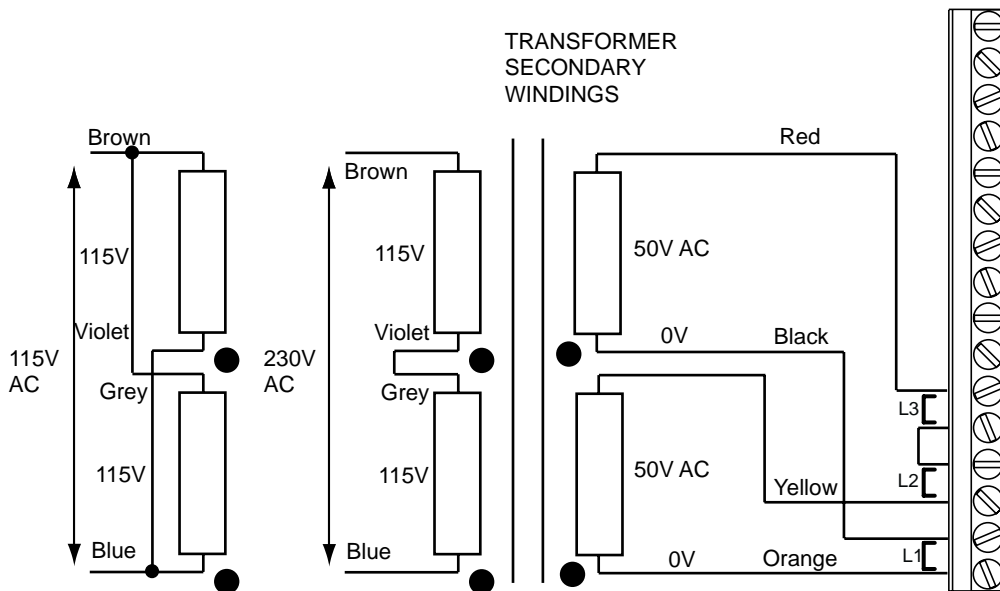 TRANSFORMER
SECONDARY
WINDINGS
Brown
115V
Violet
115V
AC
Grey
115V
Blue
Brown
115V
Violet
230V
AC
Grey
115V
Blue
Red
50V AC
0V
Black
50V AC
Yellow
0V
Orange
L3
L2
L1